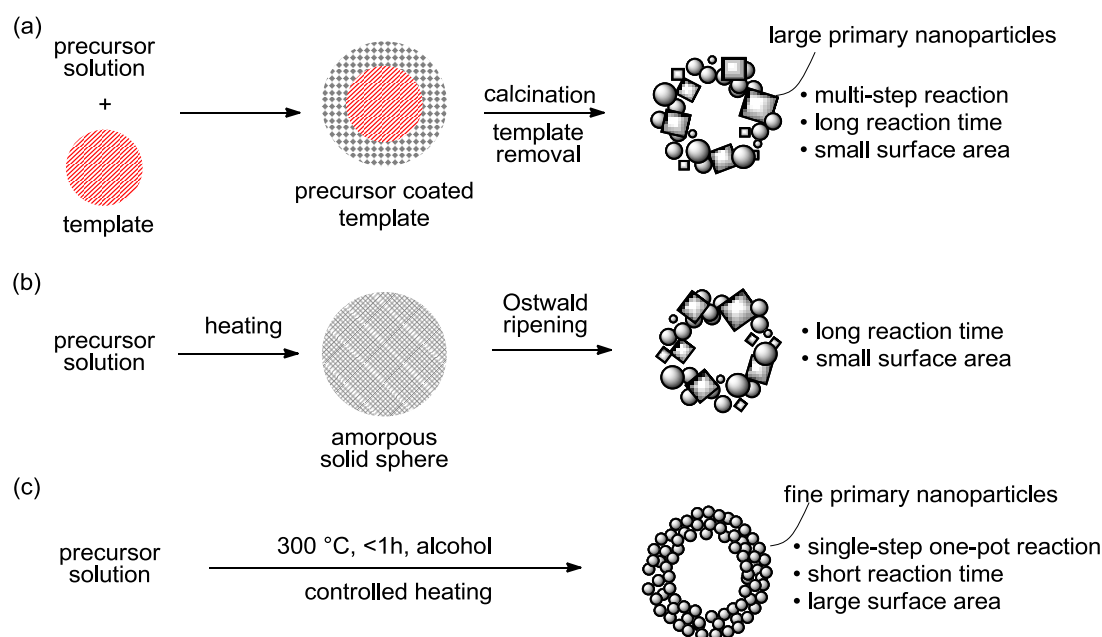 (a)
precursor
solution
+
template
precursor coated
template
calcination
template
removal
large primary nanoparticles
• multi-step reaction
• long reaction time
• small surface area
(b)
precursor
solution
heating
amorpous
solid sphere
Ostwald
ripening
• long reaction time
• small surface area
(c)
precursor
solution
300 °C, <1h, alcohol
controlled heating
fine primary nanoparticles
• single-step one-pot reaction
• short reaction time
• large surface area